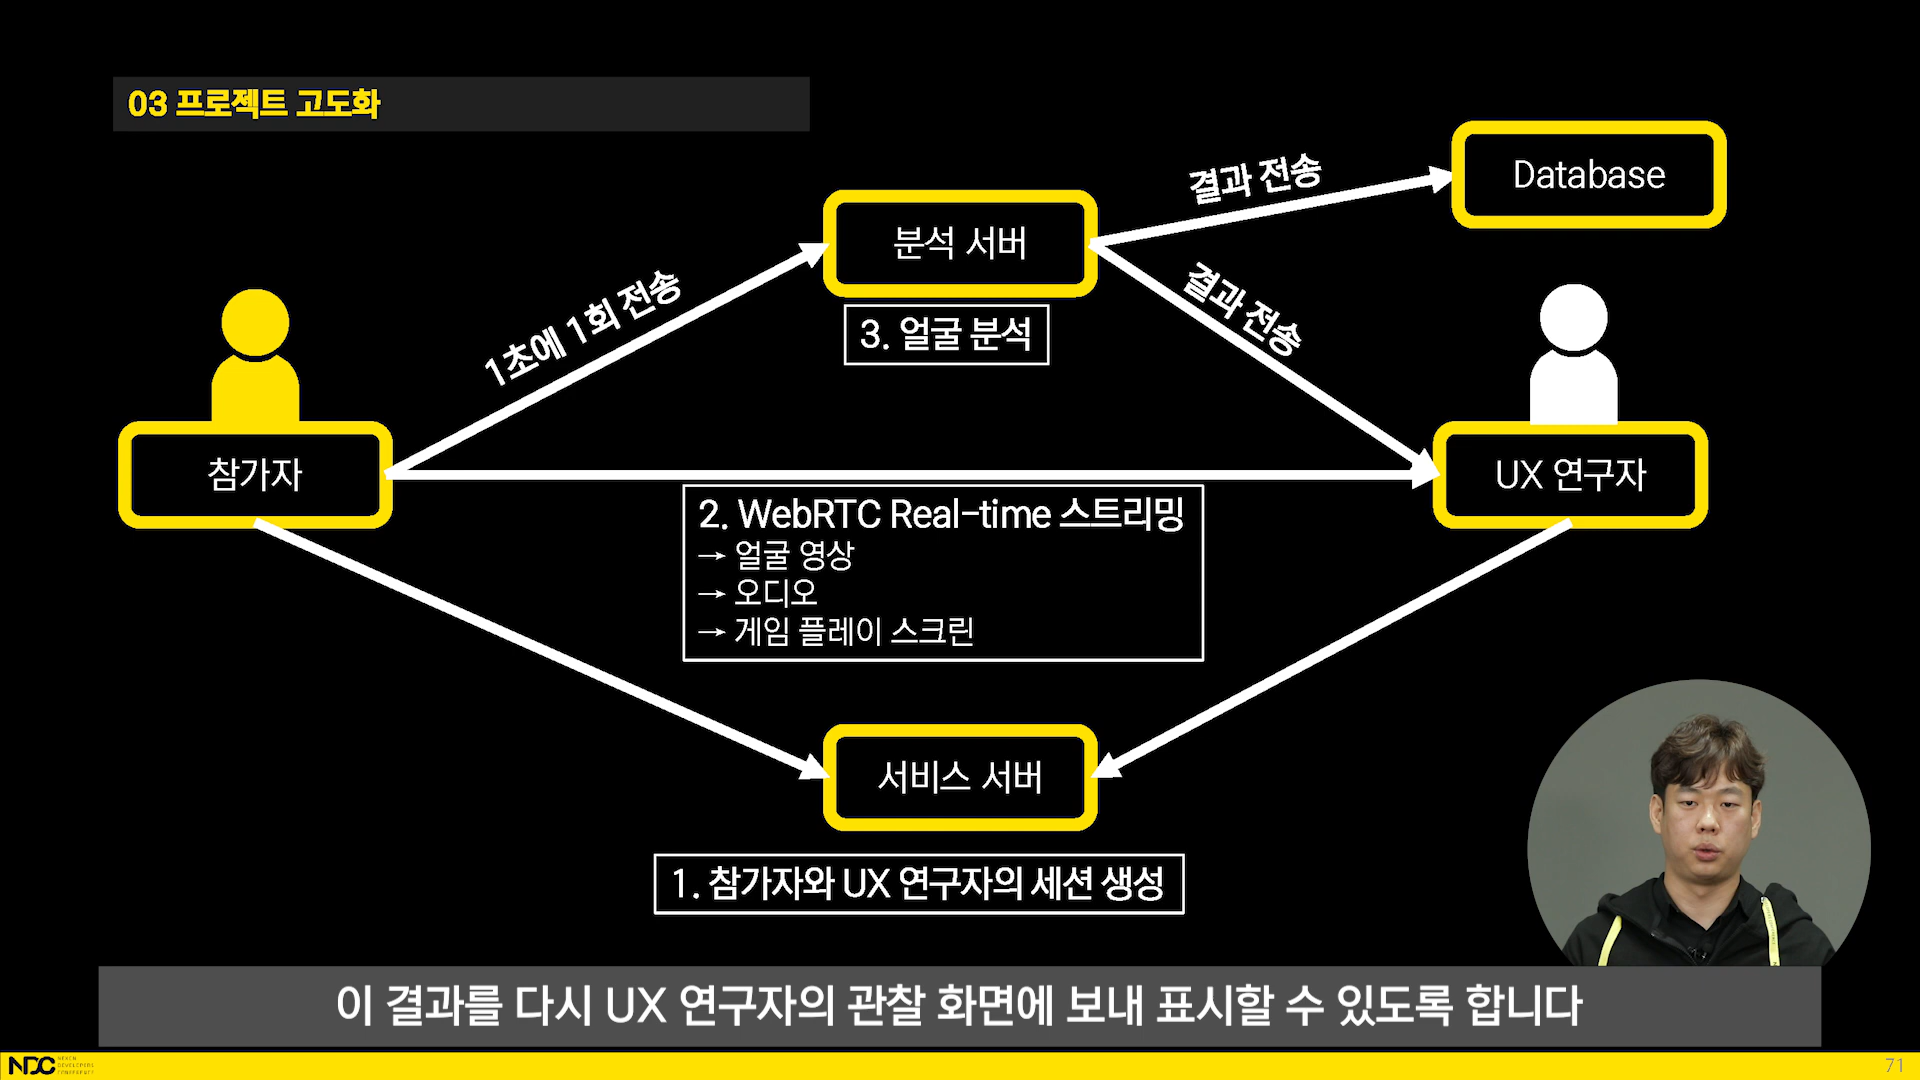 03 프로젝트 고도화
Database
결과 전송
분석 서버
1초에 1회 전송
결과 전송
3. 얼굴 분석
참가자
UX 연구자
2. WebRTC Real-time 스트리밍
→ 얼굴 영상
→ 오디오
→ 게임 플레이 스크린
서비스 서버
1. 참가자와 UX 연구자의 세션 생성
이 결과를 다시 UX 연구자의 관찰 화면에 보내 표시할 수 있도록 합니다
NDC
NEXON
DEVELOPERS
CONFERENCE
71